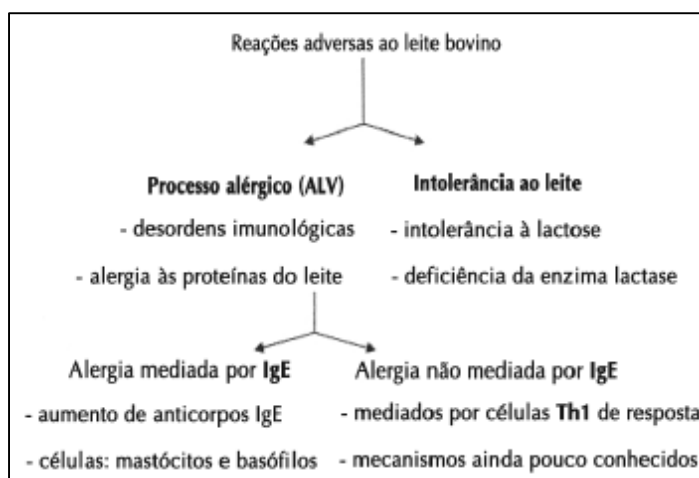 Reações adversas ao leite bovino
Processo alérgico (ALV)
- desordens imunológicas
- alergia às proteínas do leite
Intolerância ao leite
- intolerância à lactose
- deficiência da enzima lactase
Alergia mediada por IgE
- aumento de anticorpos IgE
- células: mastócitos e basófilos
Alergia não mediada por IgE
- mediados por células Th1 de resposta
- mecanismos ainda pouco conhecidos